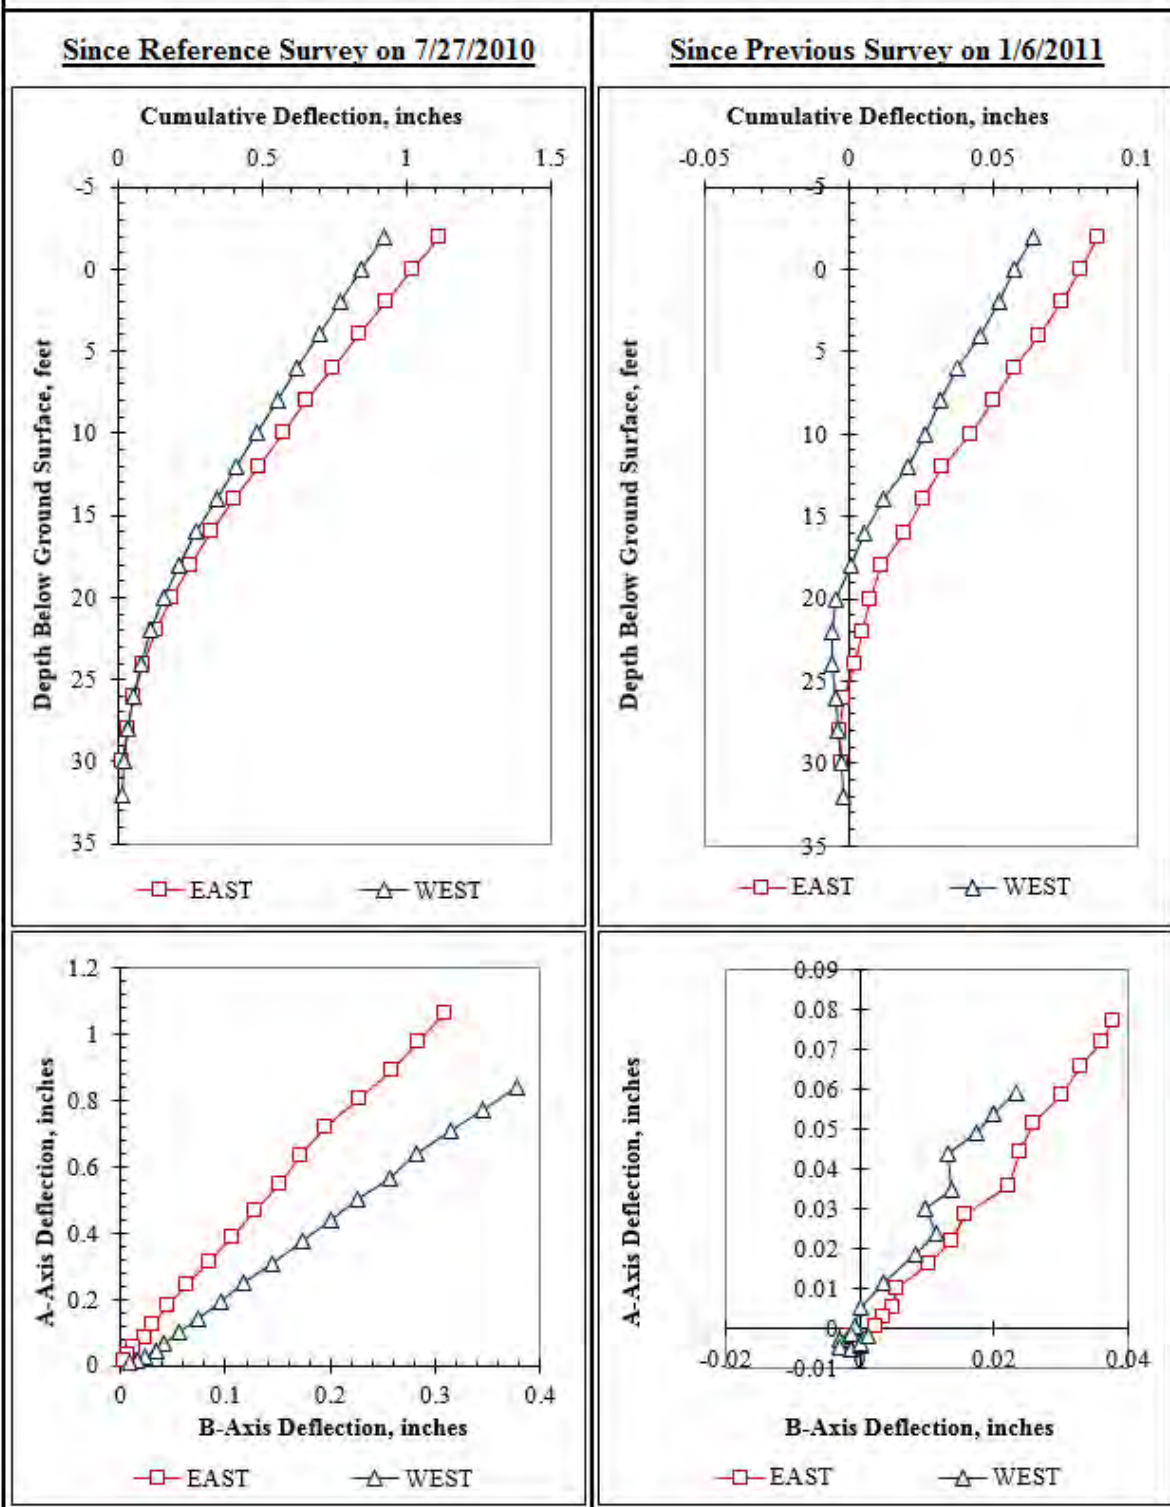 Since Reference Survey on 7/27/2010
Cumulative Deflection, inches
0 0.5 1 1.5
-5
0
5
10
15
20
25
30
35
Depth Below Ground Surface, feet
EAST WEST
Since Previous Survey on 1/6/2011
Cumulative Deflection, inches
-0.05 0 0.05 0.1
-5
0
5
10
15
20
25
30
35
Depth Below Ground Surface, feet
EAST WEST
1.2
1
0.8
0.6
0.4
0.2
0
A-Axis Deflection, inches
0 0.1 0.2 0.3 0.4
B-Axis Deflection, inches
EAST WEST
0.09
0.08
0.07
0.06
0.05
0.04
0.03
0.02
0.01
0
-0.01
A-Axis Deflection, inches
-0.02 0.02 0.04
B-Axis Deflection, inches
EAST WEST